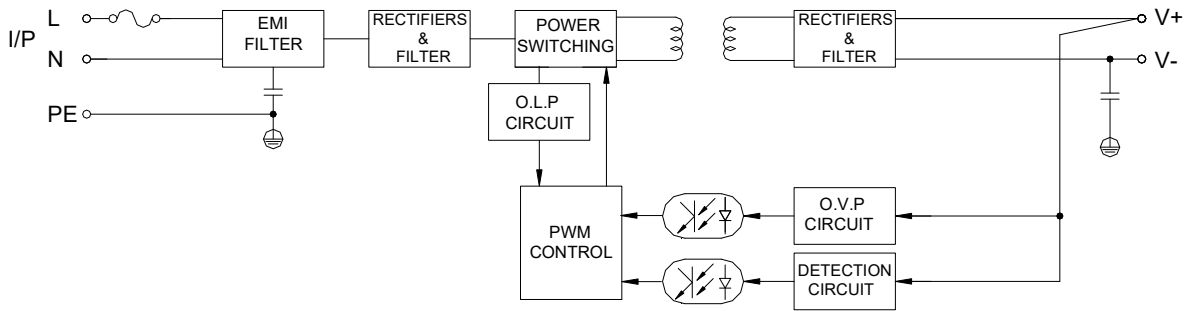 I/P
L
N
PE
EMI
FILTER
RECTIFIERS
&
FILTER
POWER
SWITCHING
RECTIFIERS
&
FILTER
V+
V-
O.L.P
CIRCUIT
PWM
CONTROL
O.V.P
CIRCUIT
DETECTION
CIRCUIT